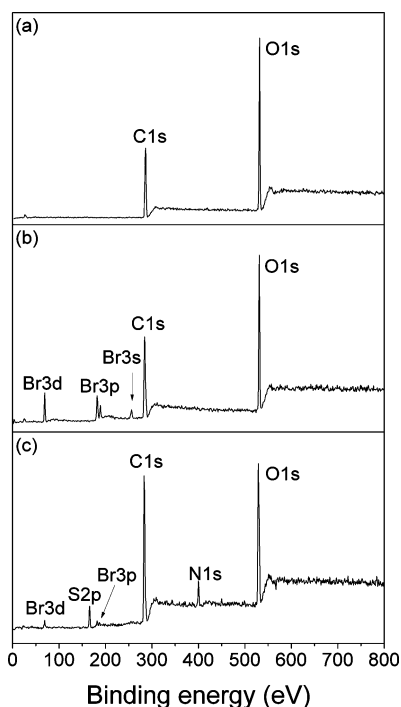 (a)
O1s
C1s
(b)
O1s
C1s
Br3s
Br3d
Br3p
(c)
C1s
O1s
N1s
Br3p
S2p
Br3d
0 100 200 300 400 500 600 700 800
Binding energy (eV)